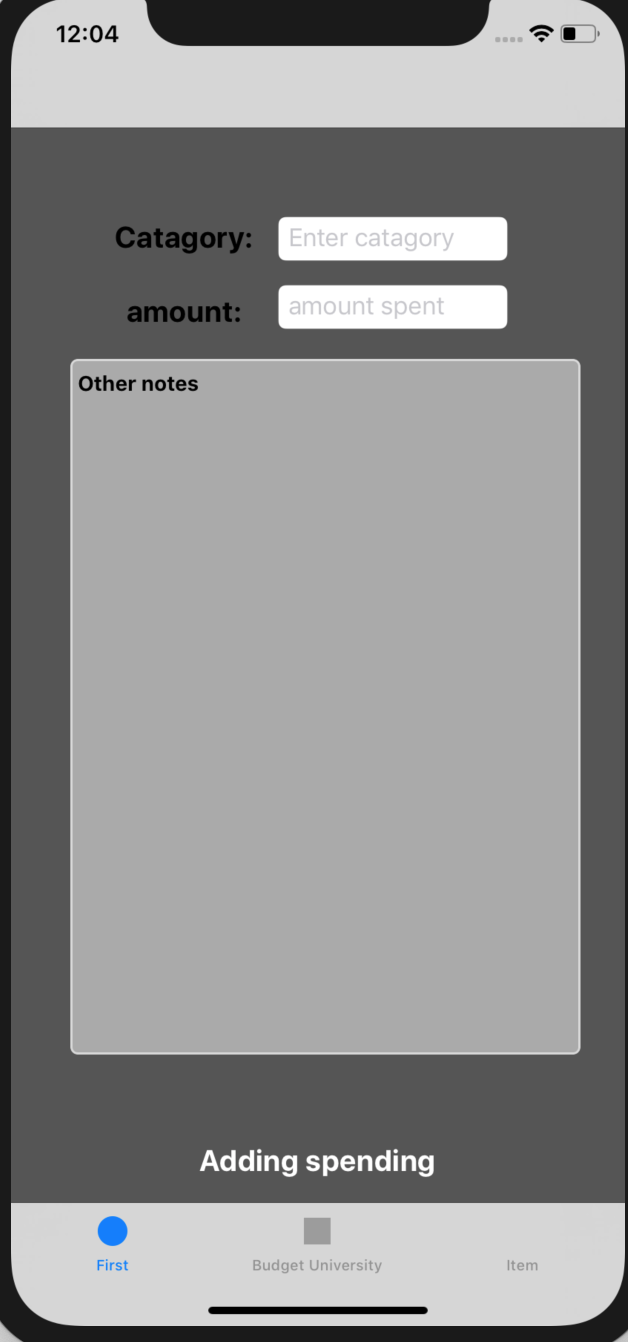 12:04
Catagory: Enter catagory
amount: amount spent
Other notes
Adding spending
First Budget University Item